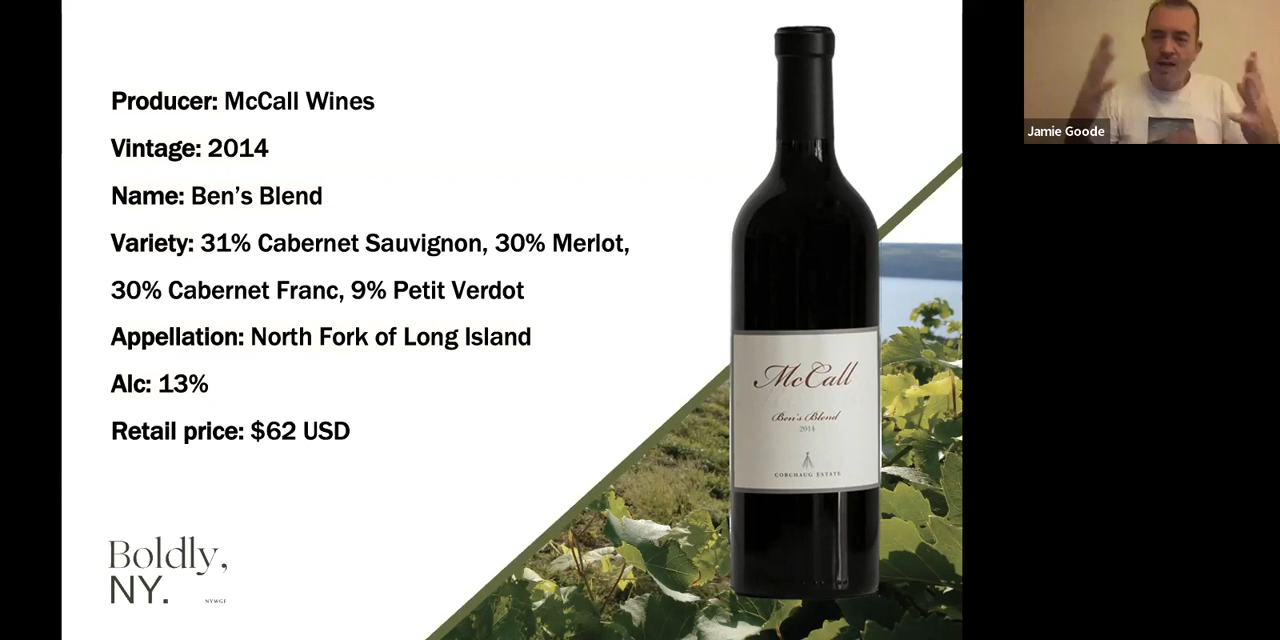 Producer: McCall Wines
Vintage: 2014
Name: Ben’s Blend
Variety: 31% Cabernet Sauvignon, 30% Merlot,
30% Cabernet Franc, 9% Petit Verdot
Appellation: North Fork of Long Island
Alc: 13%
Retail price: $62 USD
Boldly,
NY.
NYWGF
McCall
Ben's Blend
2014
CORCHAUG ESTATE
Jamie Goode